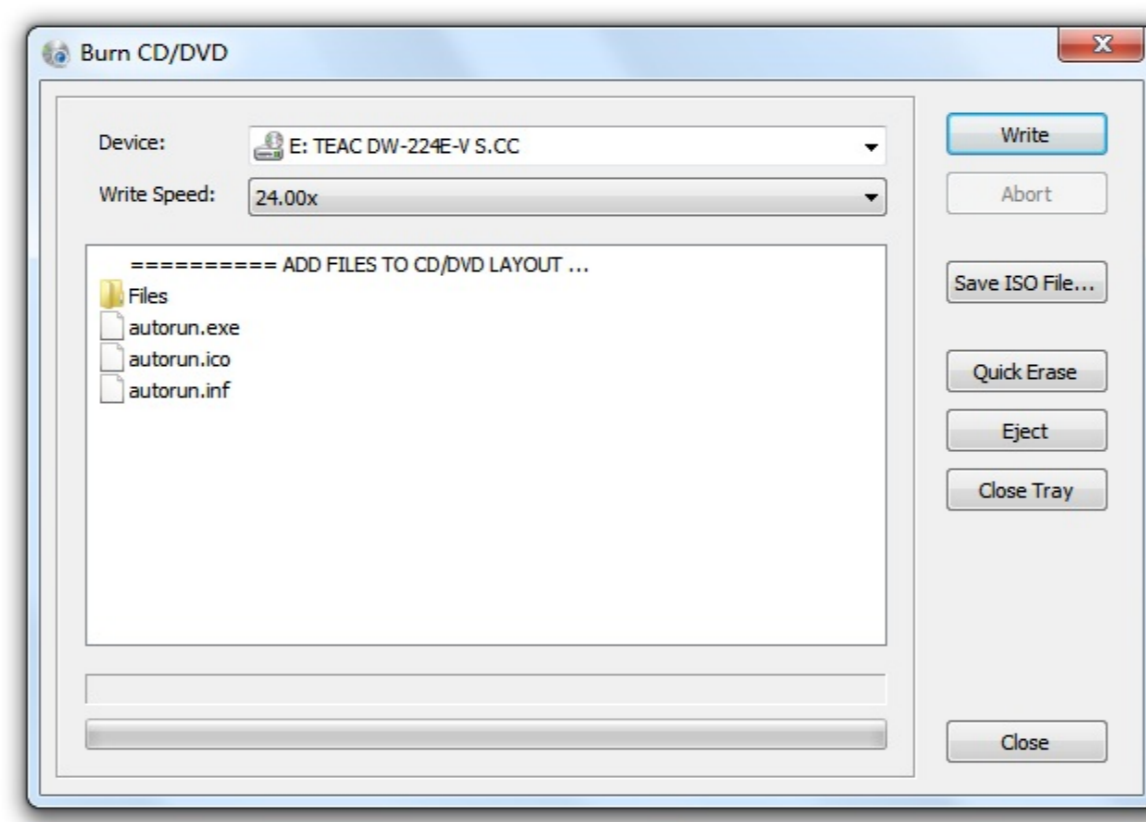 Burn CD/DVD
Device:
E: TEAC DW-224E-V S.CC
Write Speed:
24.00x
========== ADD FILES TO CD/DVD LAYOUT ...
Files
autorun.exe
autorun.ico
autorun.inf
Write
Abort
Save ISO File...
Quick Erase
Eject
Close Tray
Close